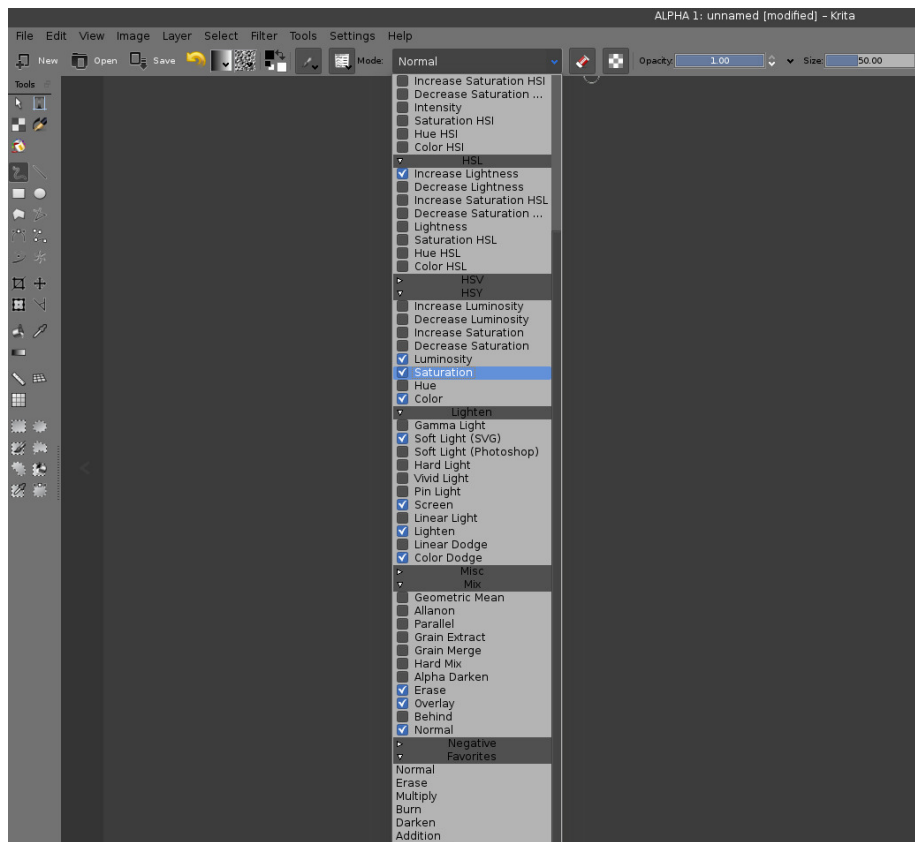 ALPHA 1: unnamed [modified] – Krita
File Edit View Image Layer Select Filter Tools Settings Help
New Open Save Mode: Normal Opacity: 1.00 Size: 50.00
Tools
Increase Saturation HSI
Decrease Saturation ...
Intensity
Saturation HSI
Hue HSI
Color HSI
HSL
Increase Lightness
Decrease Lightness
Increase Saturation HSL
Decrease Saturation ...
Lightness
Saturation HSL
Hue HSL
Color HSL
HSV
HSY
Increase Luminosity
Decrease Luminosity
Increase Saturation
Decrease Saturation
Luminosity
Saturation
Hue
Color
Lighten
Gamma Light
Soft Light (SVG)
Soft Light (Photoshop)
Hard Light
Vivid Light
Pin Light
Screen
Linear Light
Lighten
Linear Dodge
Color Dodge
Misc
Mix
Geometric Mean
Allanon
Parallel
Grain Extract
Grain Merge
Hard Mix
Alpha Darken
Erase
Overlay
Behind
Normal
Negative
Favorites
Normal
Erase
Multiply
Burn
Darken
Addition